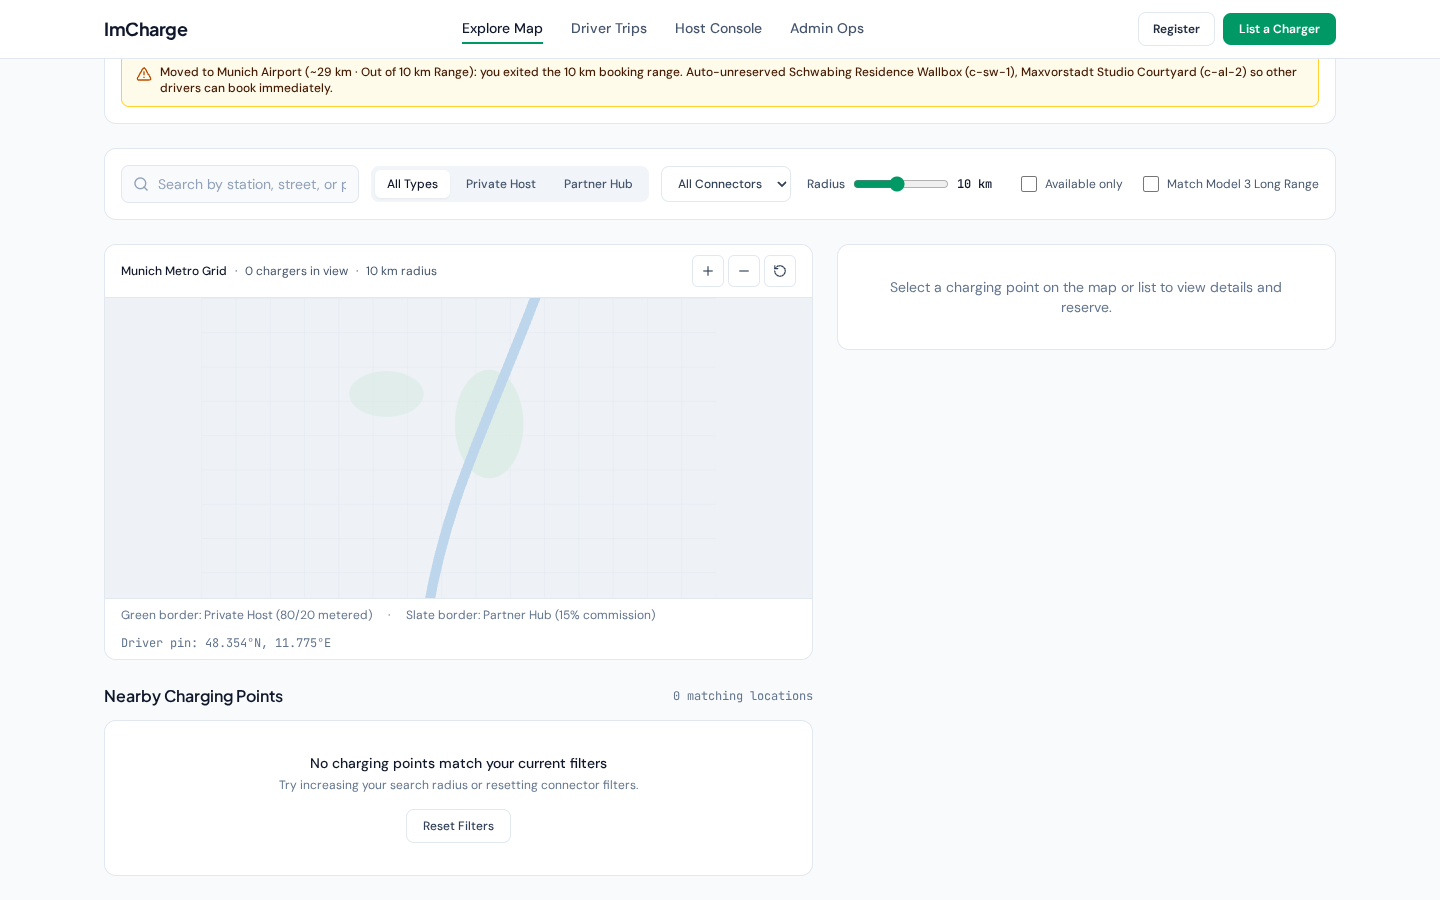 ImCharge
Explore Map
Driver Trips
Host Console
Admin Ops
Register
List a Charger
Moved to Munich Airport (~29 km · Out of 10 km Range): you exited the 10 km booking range. Auto-unreserved Schwabing Residence Wallbox (c-sw-1), Maxvorstadt Studio Courtyard (c-al-2) so other
drivers can book immediately.
Search by station, street, or p
All Types
Private Host
Partner Hub
All Connectors
Radius
10 km
Available only
Match Model 3 Long Range
Munich Metro Grid · 0 chargers in view · 10 km radius
Select a charging point on the map or list to view details and
reserve.
Green border: Private Host (80/20 metered) · Slate border: Partner Hub (15% commission)
Driver pin: 48.354°N, 11.775°E
Nearby Charging Points
0 matching locations
No charging points match your current filters
Try increasing your search radius or resetting connector filters.
Reset Filters